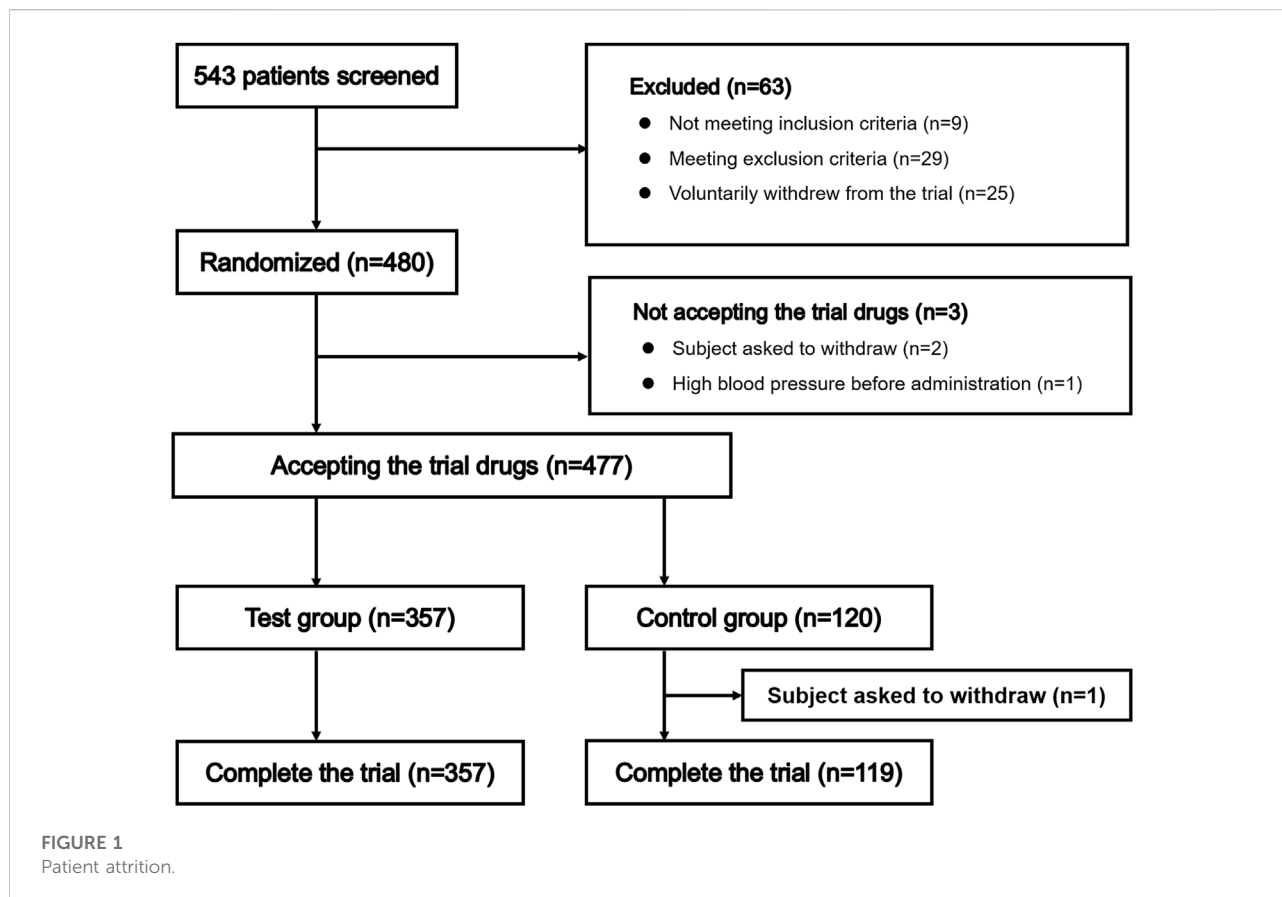 543 patients screened
Excluded (n=63)
● Not meeting inclusion criteria (n=9)
● Meeting exclusion criteria (n=29)
● Voluntarily withdrew from the trial (n=25)
Randomized (n=480)
Not accepting the trial drugs (n=3)
● Subject asked to withdraw (n=2)
● High blood pressure before administration (n=1)
Accepting the trial drugs (n=477)
Test group (n=357)
Control group (n=120)
Subject asked to withdraw (n=1)
Complete the trial (n=357)
Complete the trial (n=119)
FIGURE 1
Patient attrition.